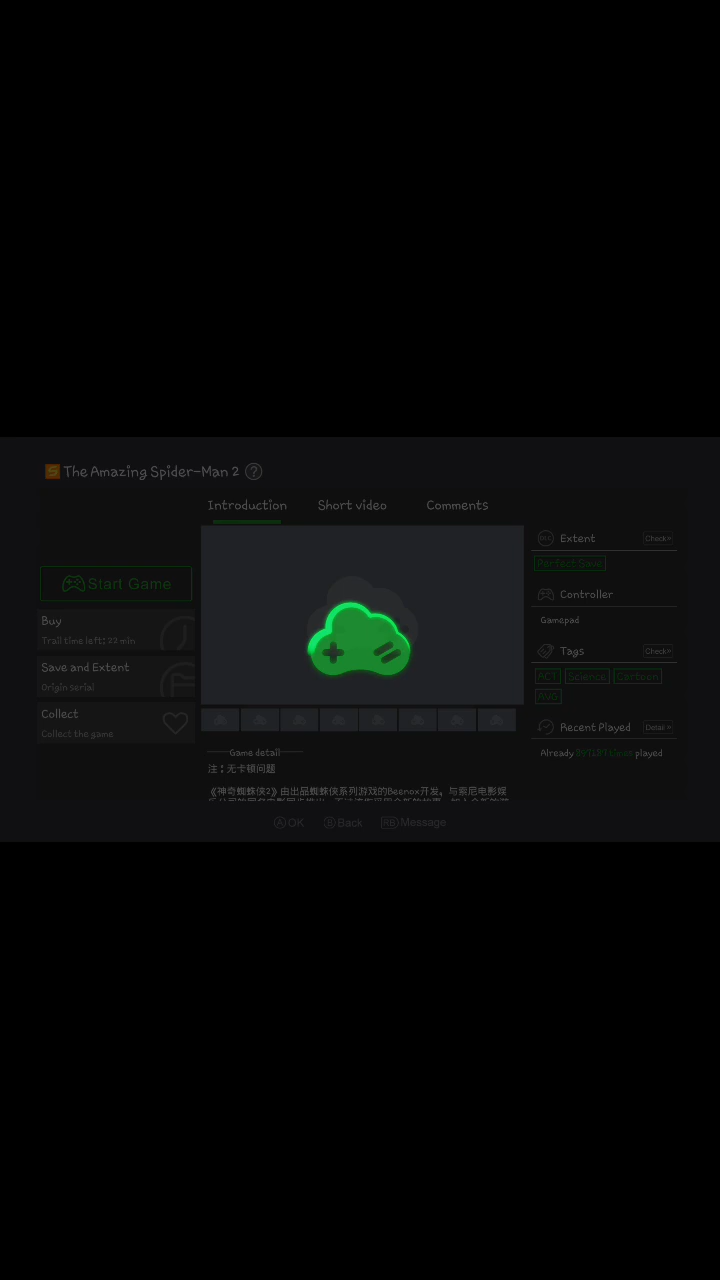 S The Amazing Spider-Man 2 ?
Introduction Short video Comments
Start Game
Buy
Trail time left: 22 min
Save and Extent
Origin serial
Collect
Collect the game
Game detail
注：无卡顿问题
《神奇蜘蛛侠2》由出品蜘蛛侠系列游戏的Beenox开发，与索尼电影娱
DLC Extent Check»
Perfect Save
Controller
Gamepad
Tags Check»
ACT Science Cartoon
AVG
Recent Played Detail»
Already times played
A OK B Back RB Message